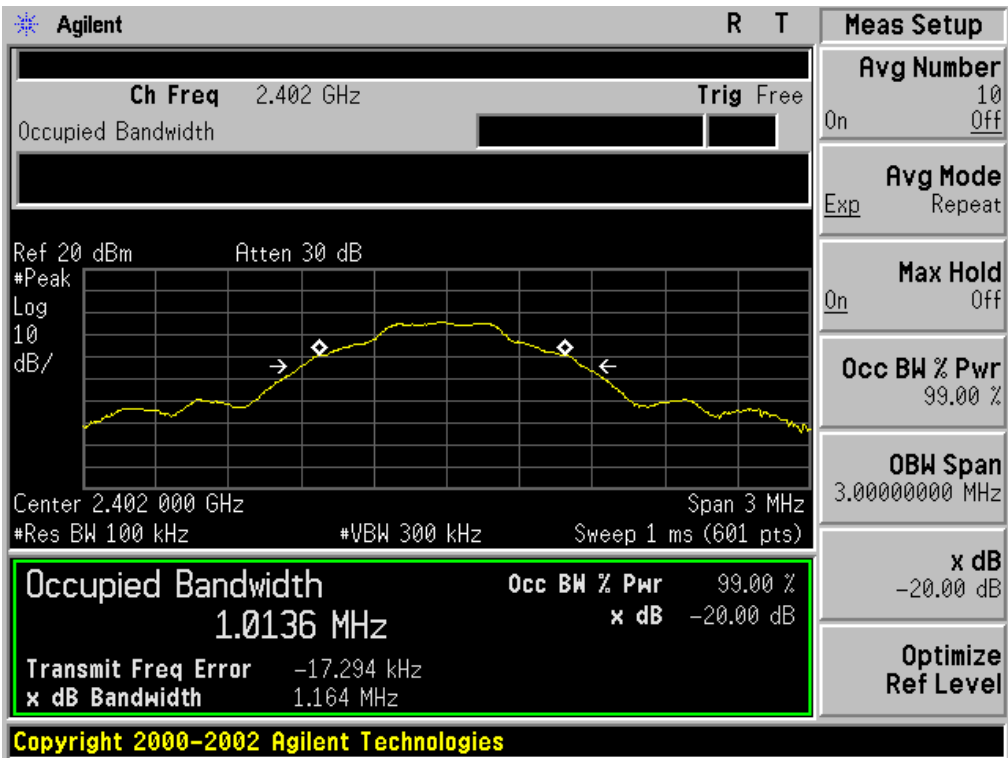 Agilent R T
Ch Freq 2.402 GHz Trig Free
Occupied Bandwidth
Ref 20 dBm Atten 30 dB
#Peak
Log
10
dB/
Center 2.402 000 GHz Span 3 MHz
#Res BW 100 kHz #VBW 300 kHz Sweep 1 ms (601 pts)
Occupied Bandwidth Occ BW % Pwr 99.00 %
1.0136 MHz x dB -20.00 dB
Transmit Freq Error -17.294 kHz
x dB Bandwidth 1.164 MHz
Copyright 2000-2002 Agilent Technologies
Meas Setup
Avg Number
10
On Off
Avg Mode
Exp Repeat
Max Hold
On Off
Occ BW % Pwr
99.00 %
OBW Span
3.00000000 MHz
x dB
-20.00 dB
Optimize
Ref Level